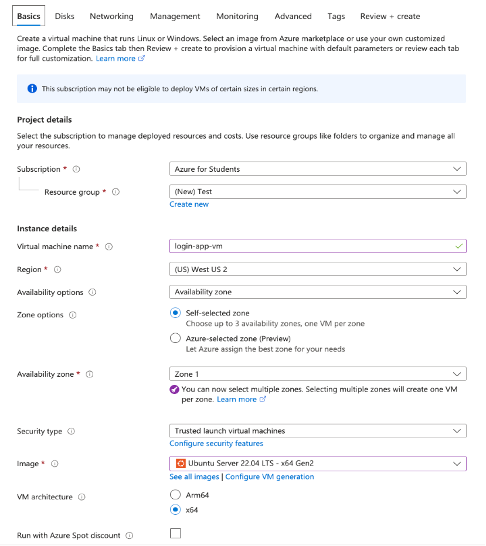 Basics Disks Networking Management Monitoring Advanced Tags Review + create
Create a virtual machine that runs Linux or Windows. Select an image from Azure marketplace or use your own customized
image. Complete the Basics tab then Review + create to provision a virtual machine with default parameters or review each tab
for full customization. Learn more
This subscription may not be eligible to deploy VMs of certain sizes in certain regions.
Project details
Select the subscription to manage deployed resources and costs. Use resource groups like folders to organize and manage all
your resources.
Subscription * Azure for Students
Resource group * (New) Test
Create new
Instance details
Virtual machine name * login-app-vm
Region * (US) West US 2
Availability options Availability zone
Zone options Self-selected zone
Choose up to 3 availability zones, one VM per zone
Azure-selected zone (Preview)
Let Azure assign the best zone for your needs
Availability zone * Zone 1
You can now select multiple zones. Selecting multiple zones will create one VM
per zone. Learn more
Security type Trusted launch virtual machines
Configure security features
Image * Ubuntu Server 22.04 LTS - x64 Gen2
See all images | Configure VM generation
VM architecture Arm64
x64
Run with Azure Spot discount